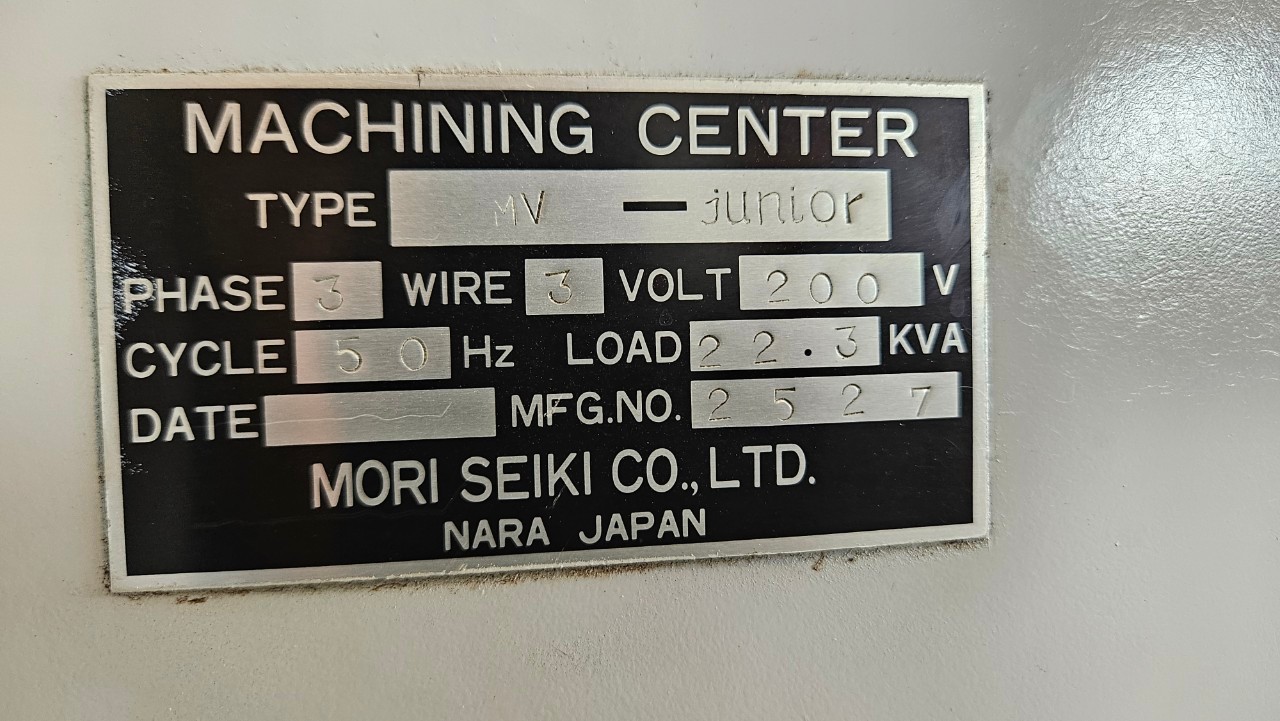 MACHINING CENTER
TYPE MV — junior
PHASE 3 WIRE 3 VOLT 200 V
CYCLE 50 Hz LOAD 22.3 KVA
DATE MFG.NO. 2527
MORI SEIKI CO., LTD.
NARA JAPAN